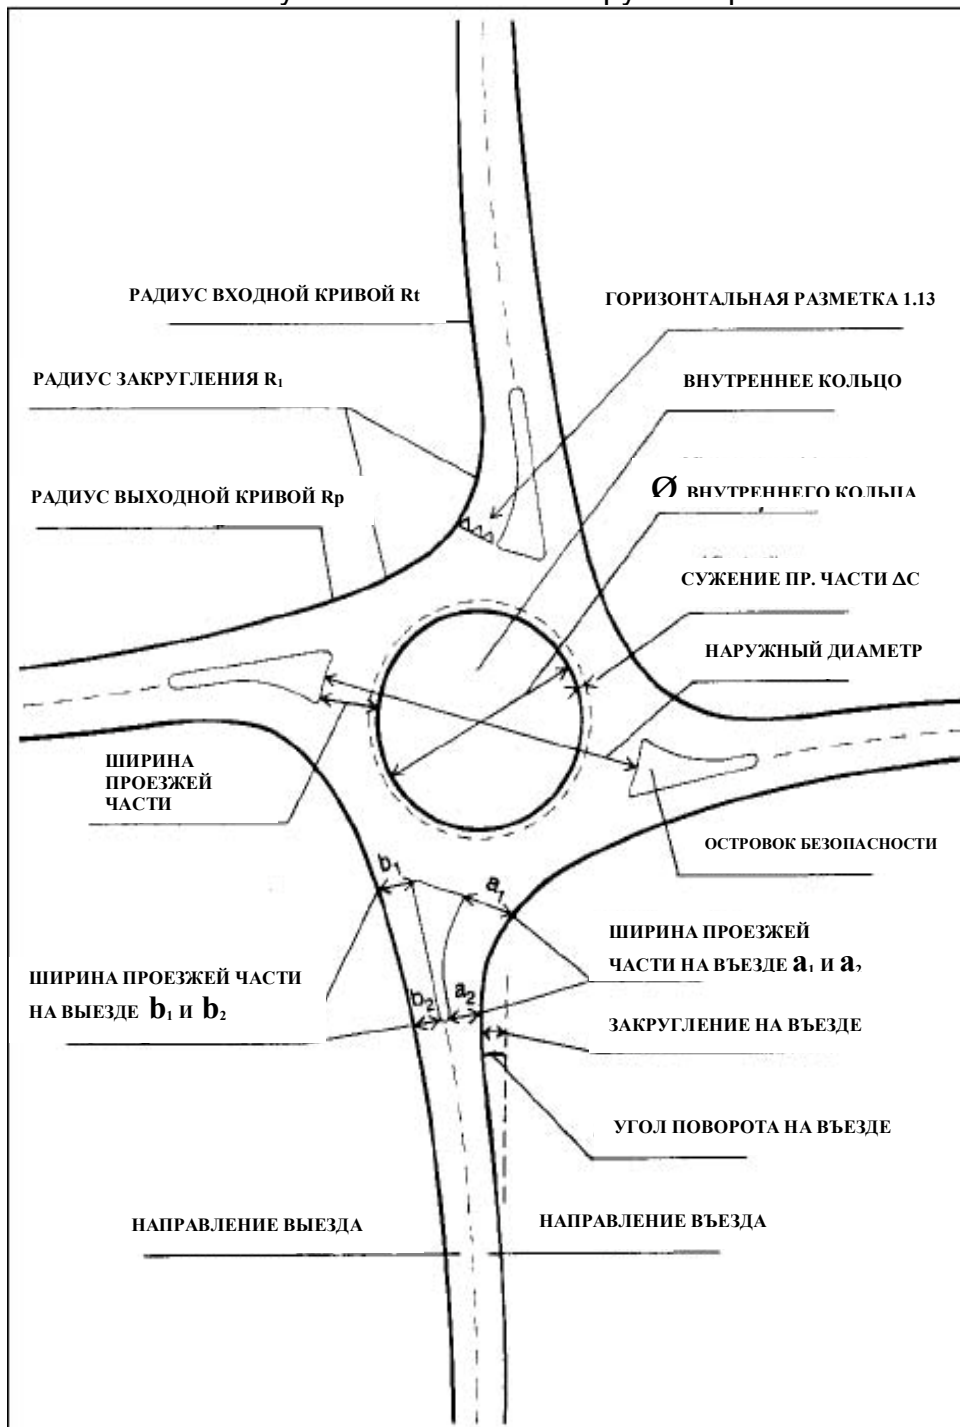 РАДИУС ВХОДНОЙ КРИВОЙ Rt
ГОРИЗОНТАЛЬНАЯ РАЗМЕТКА 1.13
РАДИУС ЗАКРУГЛЕНИЯ R₁
ВНУТРЕННЕЕ КОЛЬЦО
РАДИУС ВЫХОДНОЙ КРИВОЙ Rp
Ø ВНУТРЕННЕГО КОЛЬЦА
СУЖЕНИЕ ПР. ЧАСТИ ΔC
НАРУЖНЫЙ ДИАМЕТР
ШИРИНА
ПРОЕЗЖЕЙ
ЧАСТИ
ОСТРОВОК БЕЗОПАСНОСТИ
b₁
a₁
ШИРИНА ПРОЕЗЖЕЙ
ЧАСТИ НА ВЪЕЗДЕ a₁ И a₂
ШИРИНА ПРОЕЗЖЕЙ ЧАСТИ
НА ВЫЕЗДЕ b₁ И b₂
b₂
a₂
ЗАКРУГЛЕНИЕ НА ВЪЕЗДЕ
УГОЛ ПОВОРОТА НА ВЪЕЗДЕ
НАПРАВЛЕНИЕ ВЫЕЗДА
НАПРАВЛЕНИЕ ВЪЕЗДА